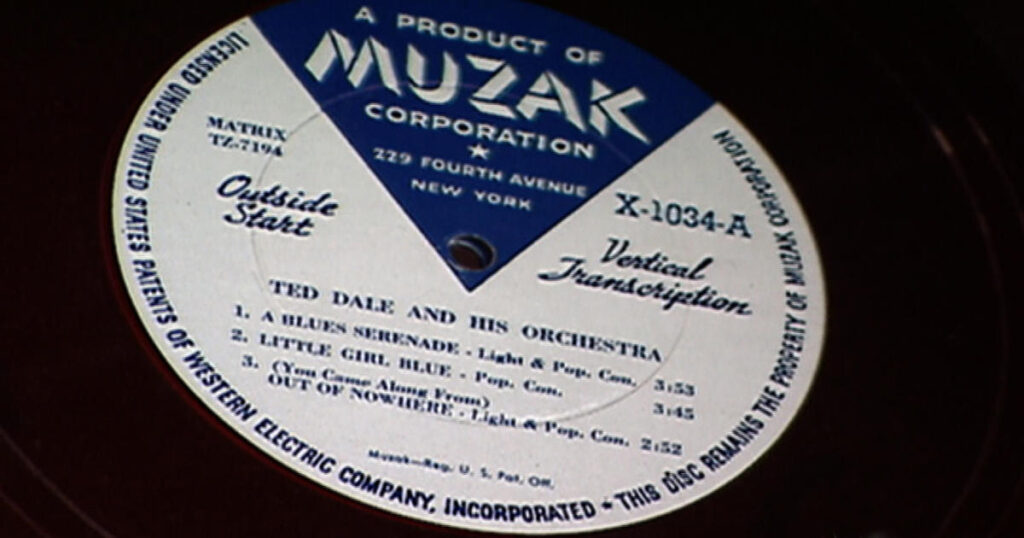 A PRODUCT OF
MUZAK
CORPORATION
229 FOURTH AVENUE
NEW YORK
MATRIX
TZ-7194
Outside
Start
X-1034-A
Vertical
Transcription
TED DALE AND HIS ORCHESTRA
1. A BLUES SERENADE - Light & Pop. Con. 3:53
2. LITTLE GIRL BLUE - Pop. Con. 3:45
3. (You Came Along From)
OUT OF NOWHERE - Light & Pop. Con. 2:52
Muzak—Reg. U. S. Pat. Off.
LICENSED UNDER UNITED STATES PATENTS OF WESTERN ELECTRIC COMPANY, INCORPORATED ★ THIS DISC REMAINS THE PROPERTY OF MUZAK CORPORATION